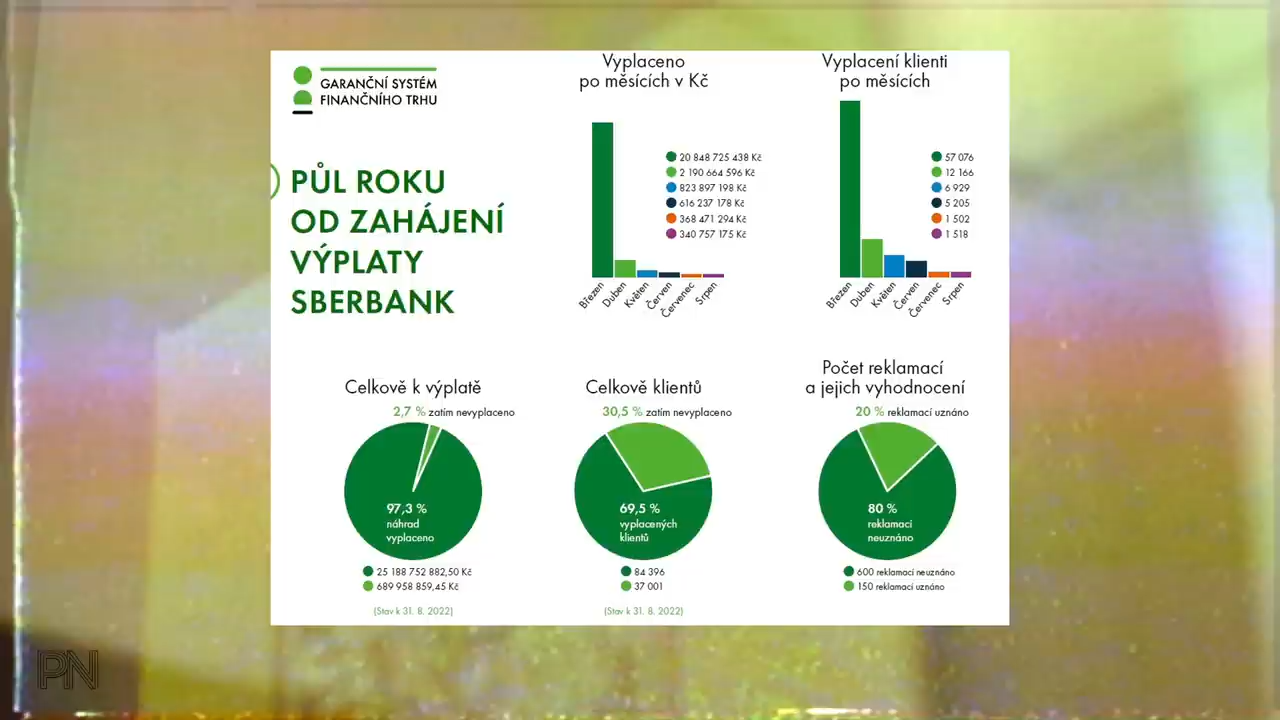 GARANČNÍ SYSTÉM
FINANČNÍHO TRHU
PŮL ROKU
OD ZAHÁJENÍ
VÝPLATY
SBERBANK
Vyplaceno
po měsících v Kč
20 848 725 438 Kč
2 190 664 596 Kč
823 897 198 Kč
616 237 178 Kč
368 471 294 Kč
340 757 175 Kč
Březen
Duben
Květen
Červen
Červenec
Srpen
Vyplacení klienti
po měsících
57 076
12 166
6 929
5 205
1 502
1 518
Březen
Duben
Květen
Červen
Červenec
Srpen
Celkově k výplatě
2,7 % zatím nevyplaceno
97,3 %
náhrad
vyplaceno
25 188 752 882,50 Kč
689 958 859,45 Kč
(Stav k 31. 8. 2022)
Celkově klientů
30,5 % zatím nevyplaceno
69,5 %
vyplacených
klientů
84 396
37 001
(Stav k 31. 8. 2022)
Počet reklamací
a jejich vyhodnocení
20 % reklamací uznáno
80 %
reklamací
neuznáno
600 reklamací neuznáno
150 reklamací uznáno
PN